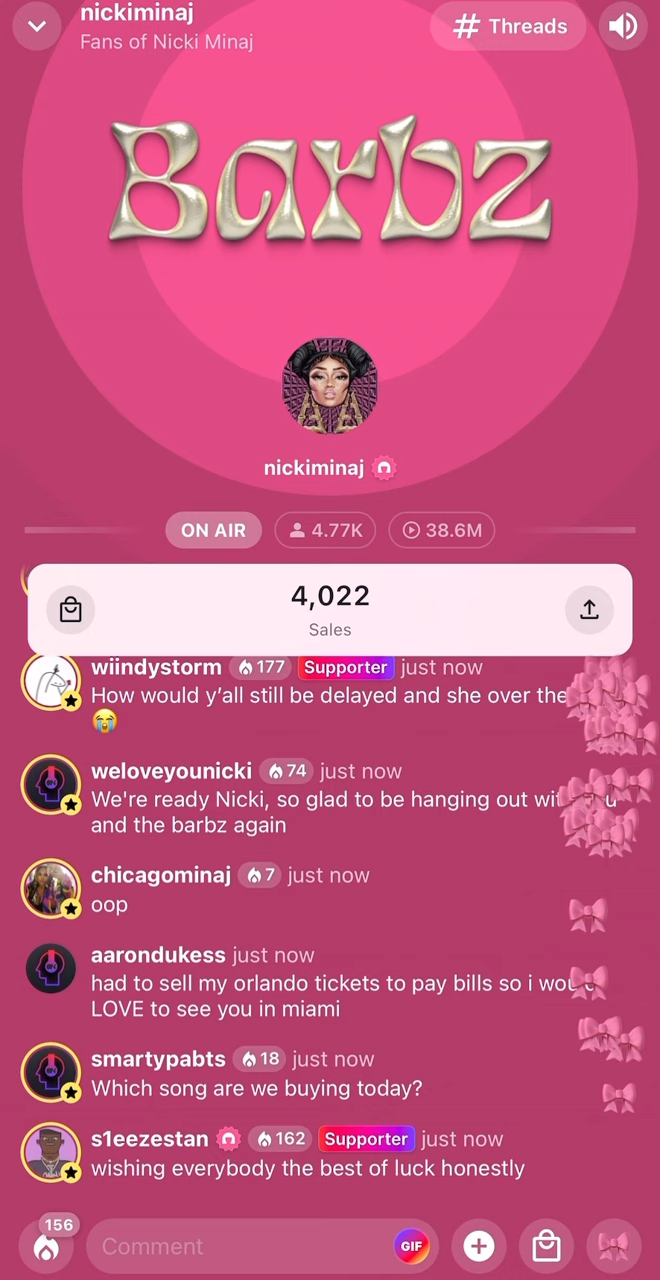 nickiminaj
Fans of Nicki Minaj
# Threads
Barbz
nickiminaj
ON AIR
4.77K
38.6M
4,022
Sales
wiindystorm 177 Supporter just now
How would y’all still be delayed and she over the
😭
weloveyounicki 74 just now
We're ready Nicki, so glad to be hanging out
and the barbz again
chicagominaj 7 just now
oop
aarondukess just now
had to sell my orlando tickets to pay bills so i
LOVE to see you in miami
smartypabts 18 just now
Which song are we buying today?
s1eezestan 162 Supporter just now
wishing everybody the best of luck honestly
156
Comment
GIF